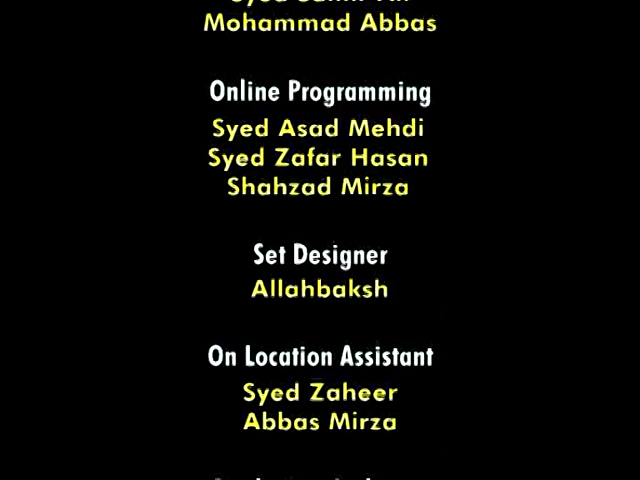 Mohammad Abbas
Online Programming
Syed Asad Mehdi
Syed Zafar Hasan
Shahzad Mirza
Set Designer
Allahbaksh
On Location Assistant
Syed Zaheer
Abbas Mirza